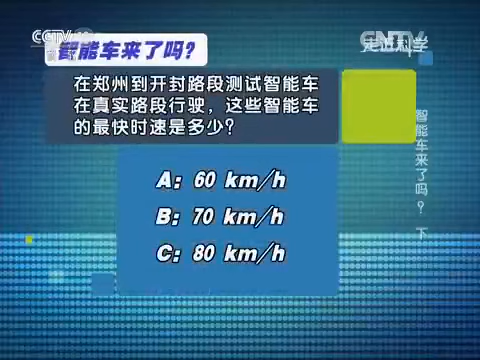 CCTV
CNTV
走近科学
智能车来了吗?
在郑州到开封路段测试智能车
在真实路段行驶，这些智能车
的最快时速是多少?
A: 60 km/h
B: 70 km/h
C: 80 km/h
智能车来了吗? 下